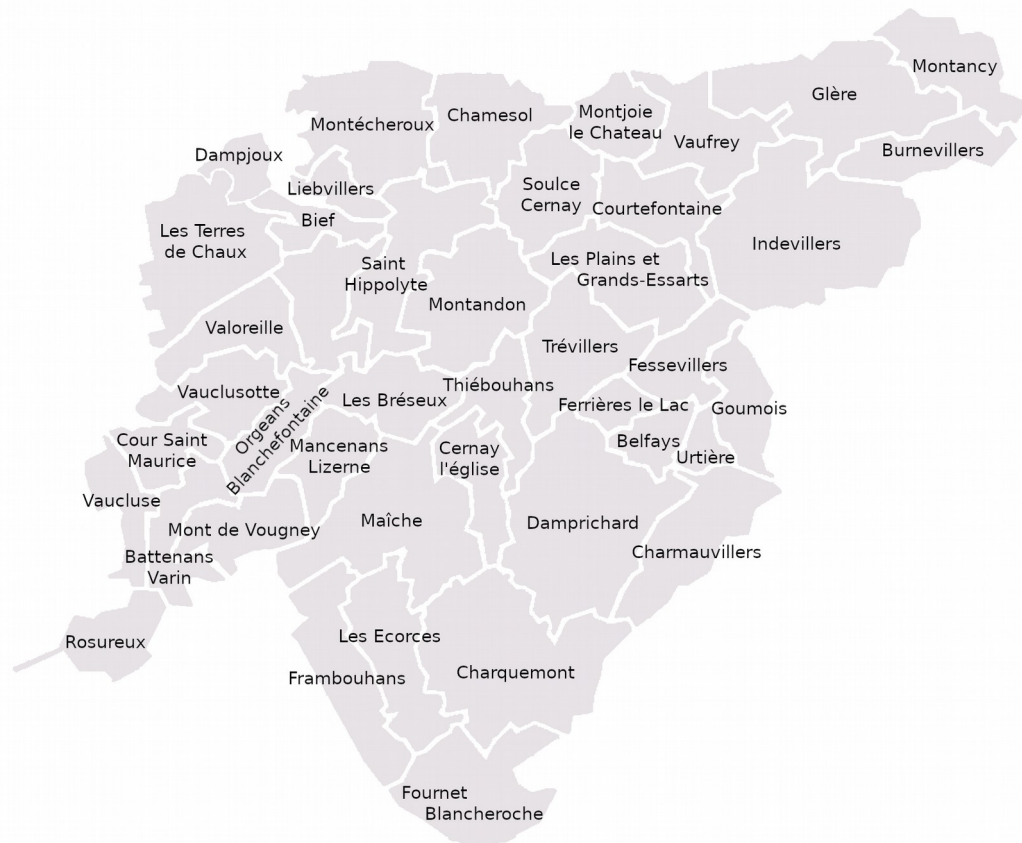 Montancy
Glère
Chamesol
Montjoie
le Chateau
Montécheroux
Vaufrey
Burnevillers
Dampjoux
Liebvillers
Soulce
Cernay
Courtefontaine
Bief
Les Terres
de Chaux
Indevillers
Saint
Hippolyte
Les Plains et
Grands-Essarts
Montandon
Valoreille
Trévillers
Fessevillers
Vauclusotte
Orgeans
Blanchefontaine
Les Bréseux
Thiébouhans
Ferrières le Lac
Goumois
Cour Saint
Maurice
Mancenans
Lizerne
Cernay
l'église
Belfays
Urtière
Vaucluse
Mont de Vougney
Maîche
Damprichard
Battenans
Varin
Charmauvillers
Rosureux
Les Ecorces
Frambouhans
Charquemont
Fournet
Blancheroche